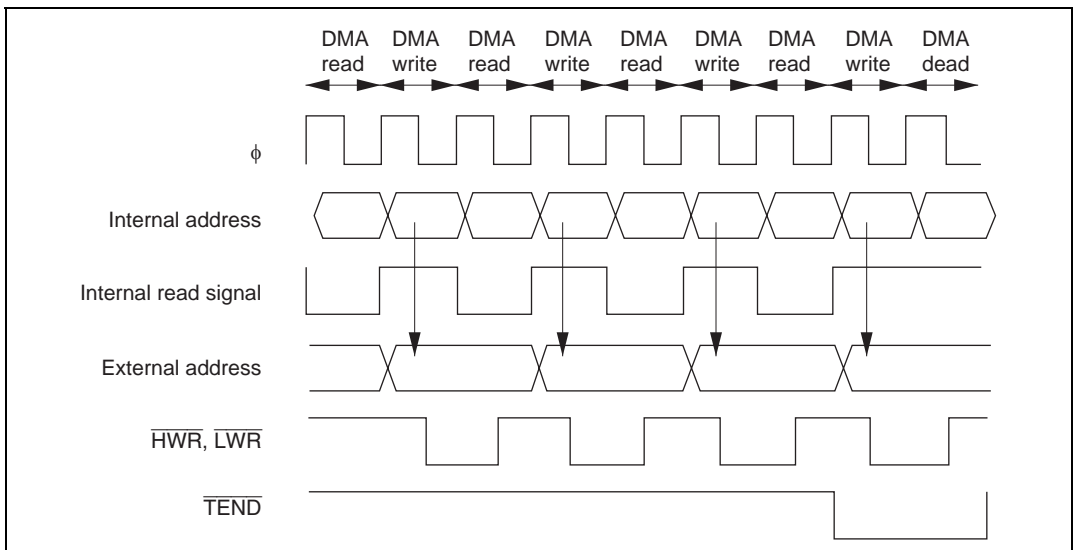 DMA DMA DMA DMA DMA DMA DMA DMA DMA
read write read write read write read write dead
φ
Internal address
Internal read signal
External address
HWR, LWR
TEND